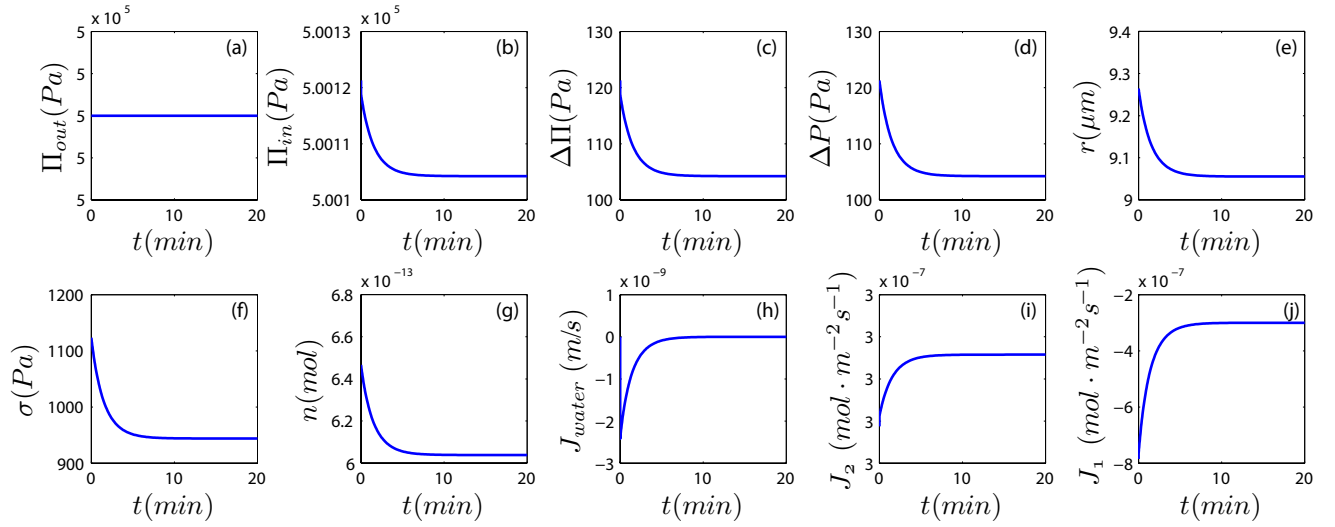 x 10 5
5
5
5
5
5
0
10
20
(a)
Π_out (Pa)
t(min)
x 10 5
5.0013
5.0012
5.0011
5.001
0
10
20
(b)
Π_in (Pa)
t(min)
130
120
110
100
0
10
20
(c)
ΔΠ(Pa)
t(min)
130
120
110
100
0
10
20
(d)
ΔP(Pa)
t(min)
9.4
9.3
9.2
9.1
9
0
10
20
(e)
r(μm)
t(min)
1200
1100
1000
900
0
10
20
(f)
σ(Pa)
t(min)
x 10 -13
6.8
6.6
6.4
6.2
6
0
10
20
(g)
n(mol)
t(min)
x 10 -9
1
0
−1
−2
−3
0
10
20
(h)
J_water (m/s)
t(min)
x 10 -7
3
3
3
3
3
0
10
20
(i)
J_2 (mol · m^−2 s^−1)
t(min)
x 10 -7
−2
−4
−6
−8
0
10
20
(j)
J_1 (mol · m^−2 s^−1)
t(min)